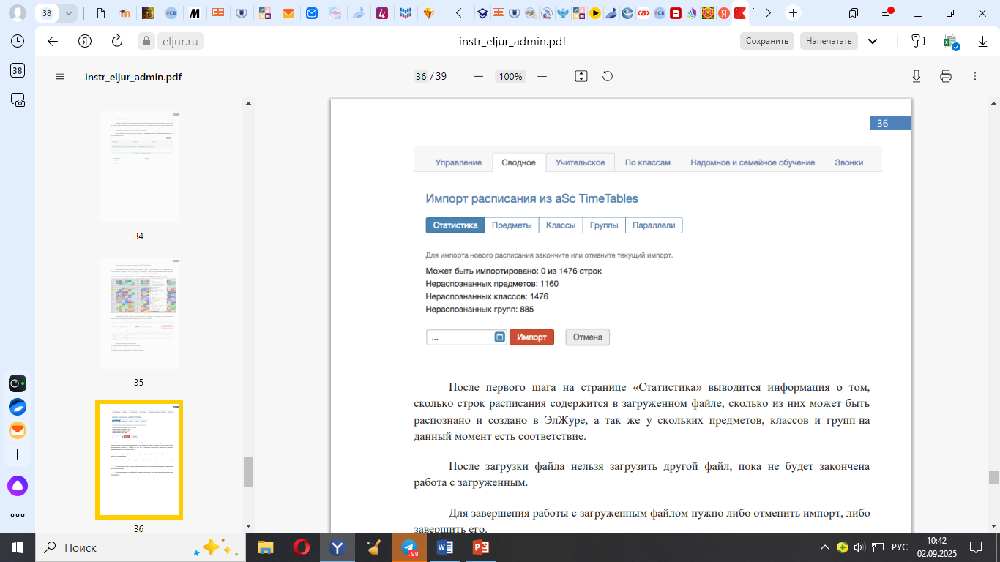 38
eljur.ru
instr_eljur_admin.pdf
Сохранить
Напечатать
38
instr_eljur_admin.pdf
36 / 39
100%
34
35
36
36
Управление
Сводное
Учительское
По классам
Надомное и семейное обучение
Звонки
Импорт расписания из aSc TimeTables
Статистика
Предметы
Классы
Группы
Параллели
Для импорта нового расписания закончите или отмените текущий импорт.
Может быть импортировано: 0 из 1476 строк
Нераспознанных предметов: 1160
Нераспознанных классов: 1476
Нераспознанных групп: 885
...
Импорт
Отмена
После первого шага на странице «Статистика» выводится информация о том,
сколько строк расписания содержится в загруженном файле, сколько из них может быть
распознано и создано в ЭлЖуре, а так же у скольких предметов, классов и групп на
данный момент есть соответствие.
После загрузки файла нельзя загрузить другой файл, пока не будет закончена
работа с загруженным.
Для завершения работы с загруженным файлом нужно либо отменить импорт, либо
завершить его.
Поиск
99
РУС
10:42
02.09.2025